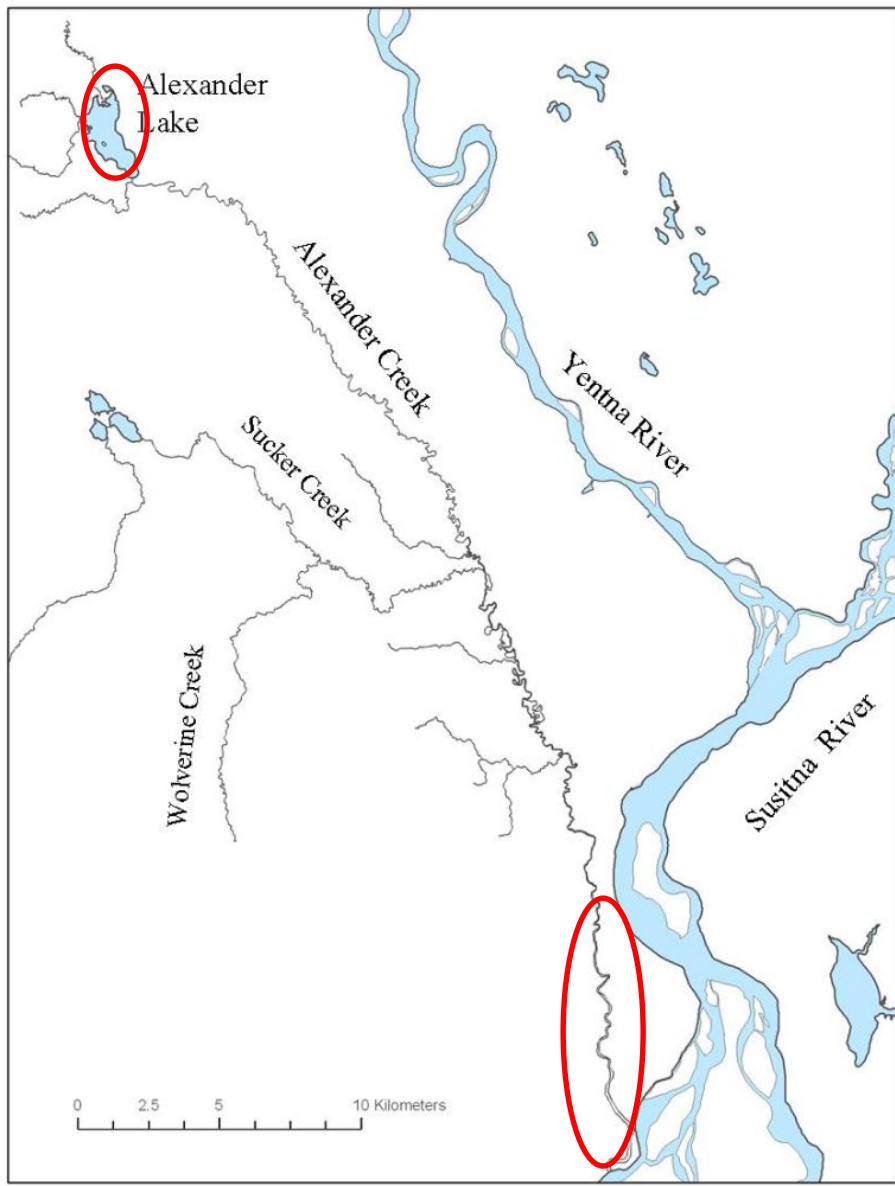 Alexander
Lake
Alexander Creek
Yentna River
Sucker Creek
Wolverine Creek
Susitna River
0 2.5 5 10 Kilometers